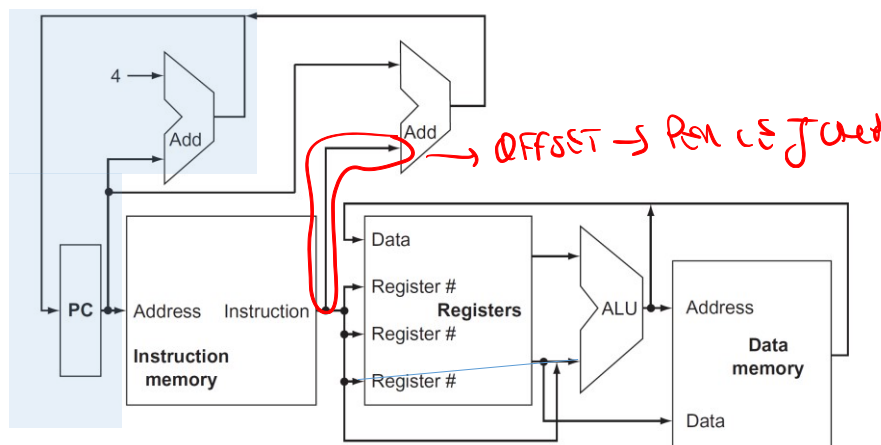 4
Add
Add
OFFSET →
PC
Address
Instruction
Instruction
memory
Data
Register #
Register #
Registers
Register #
ALU
Address
Data
memory
Data